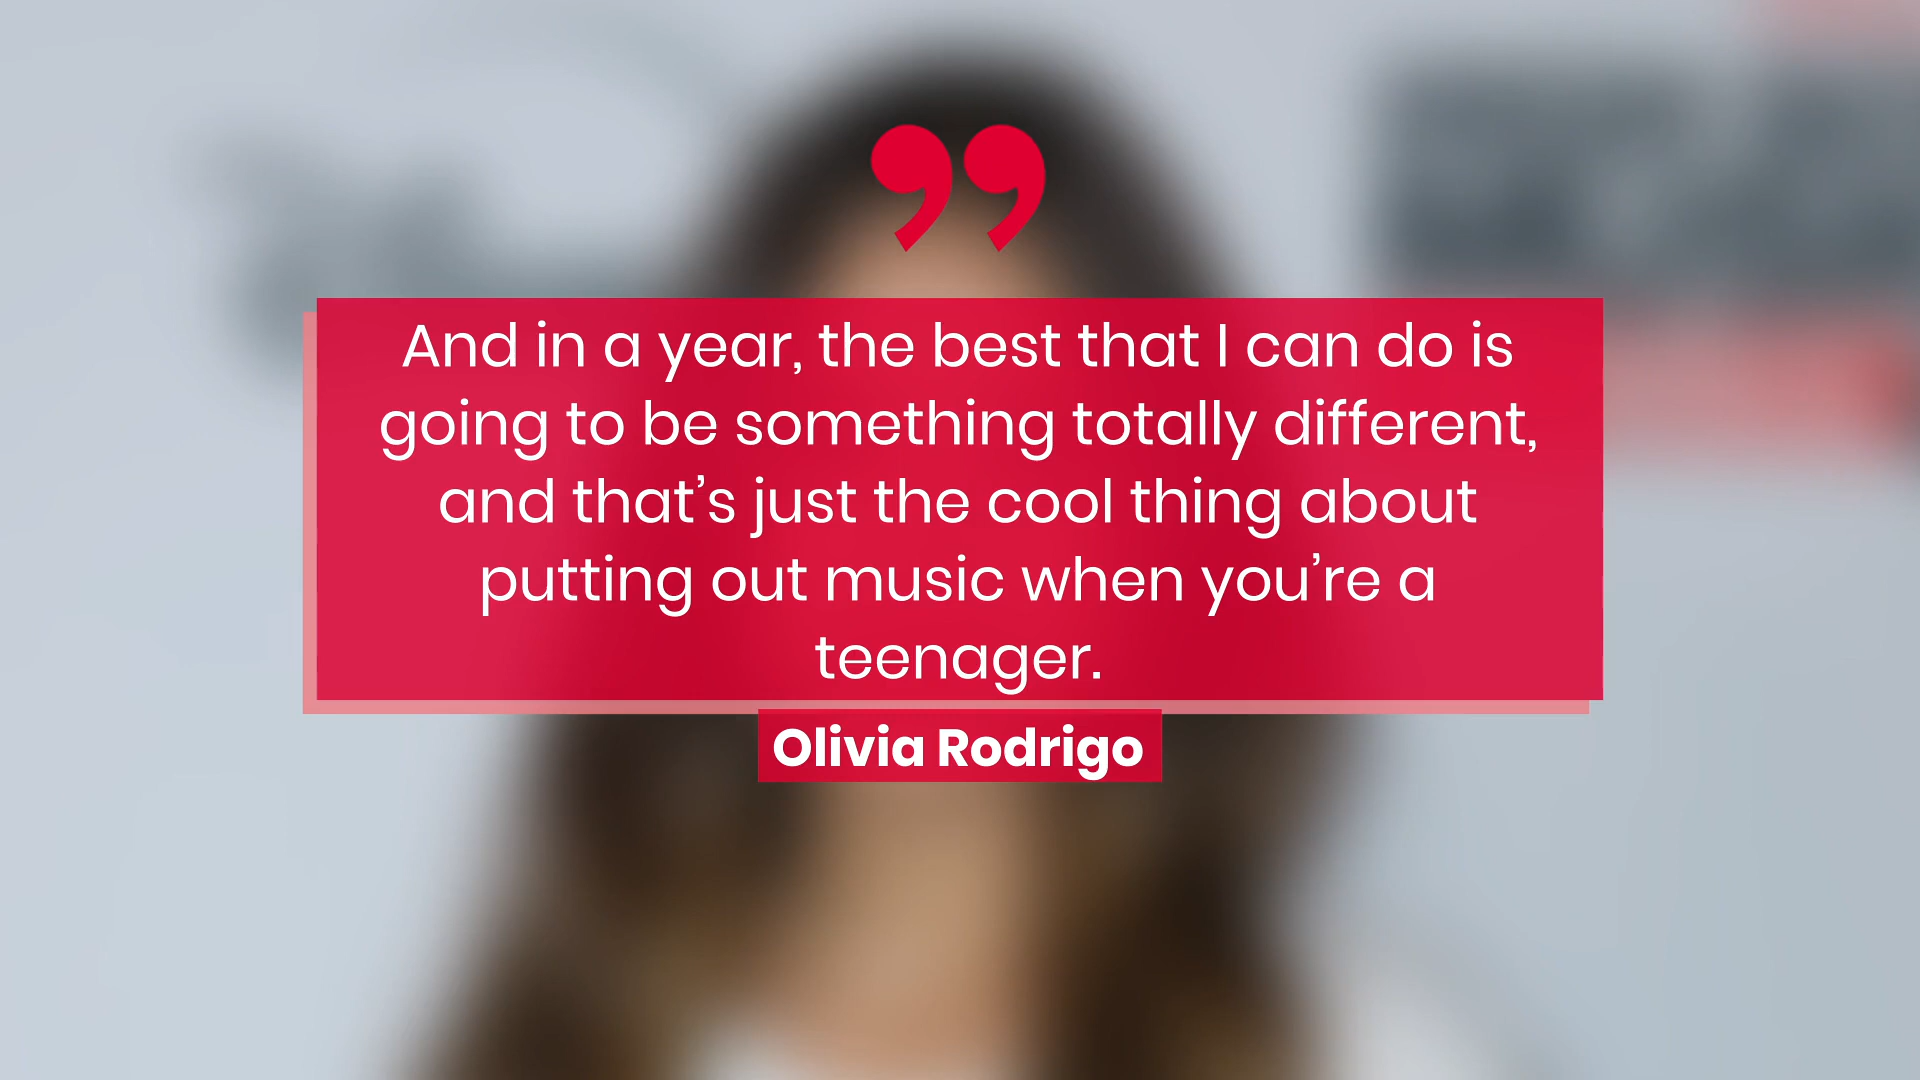 ”
And in a year, the best that I can do is
going to be something totally different,
and that’s just the cool thing about
putting out music when you’re a
teenager.
Olivia Rodrigo